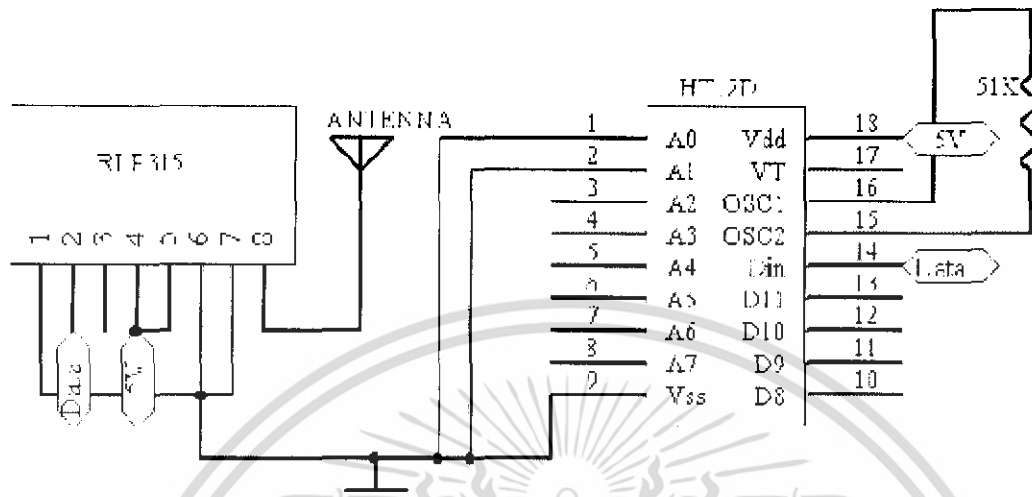 ANTENNA
1 2 3 4 5 6 7 8
5V
1 A0 Vdd 18
2 A1 VT 17
3 A2 OSC1 16
4 A3 OSC2 15
5 A4 Din 14
6 A5 D11 13
7 A6 D10 12
8 A7 D9 11
9 Vss D8 10
5V
Data